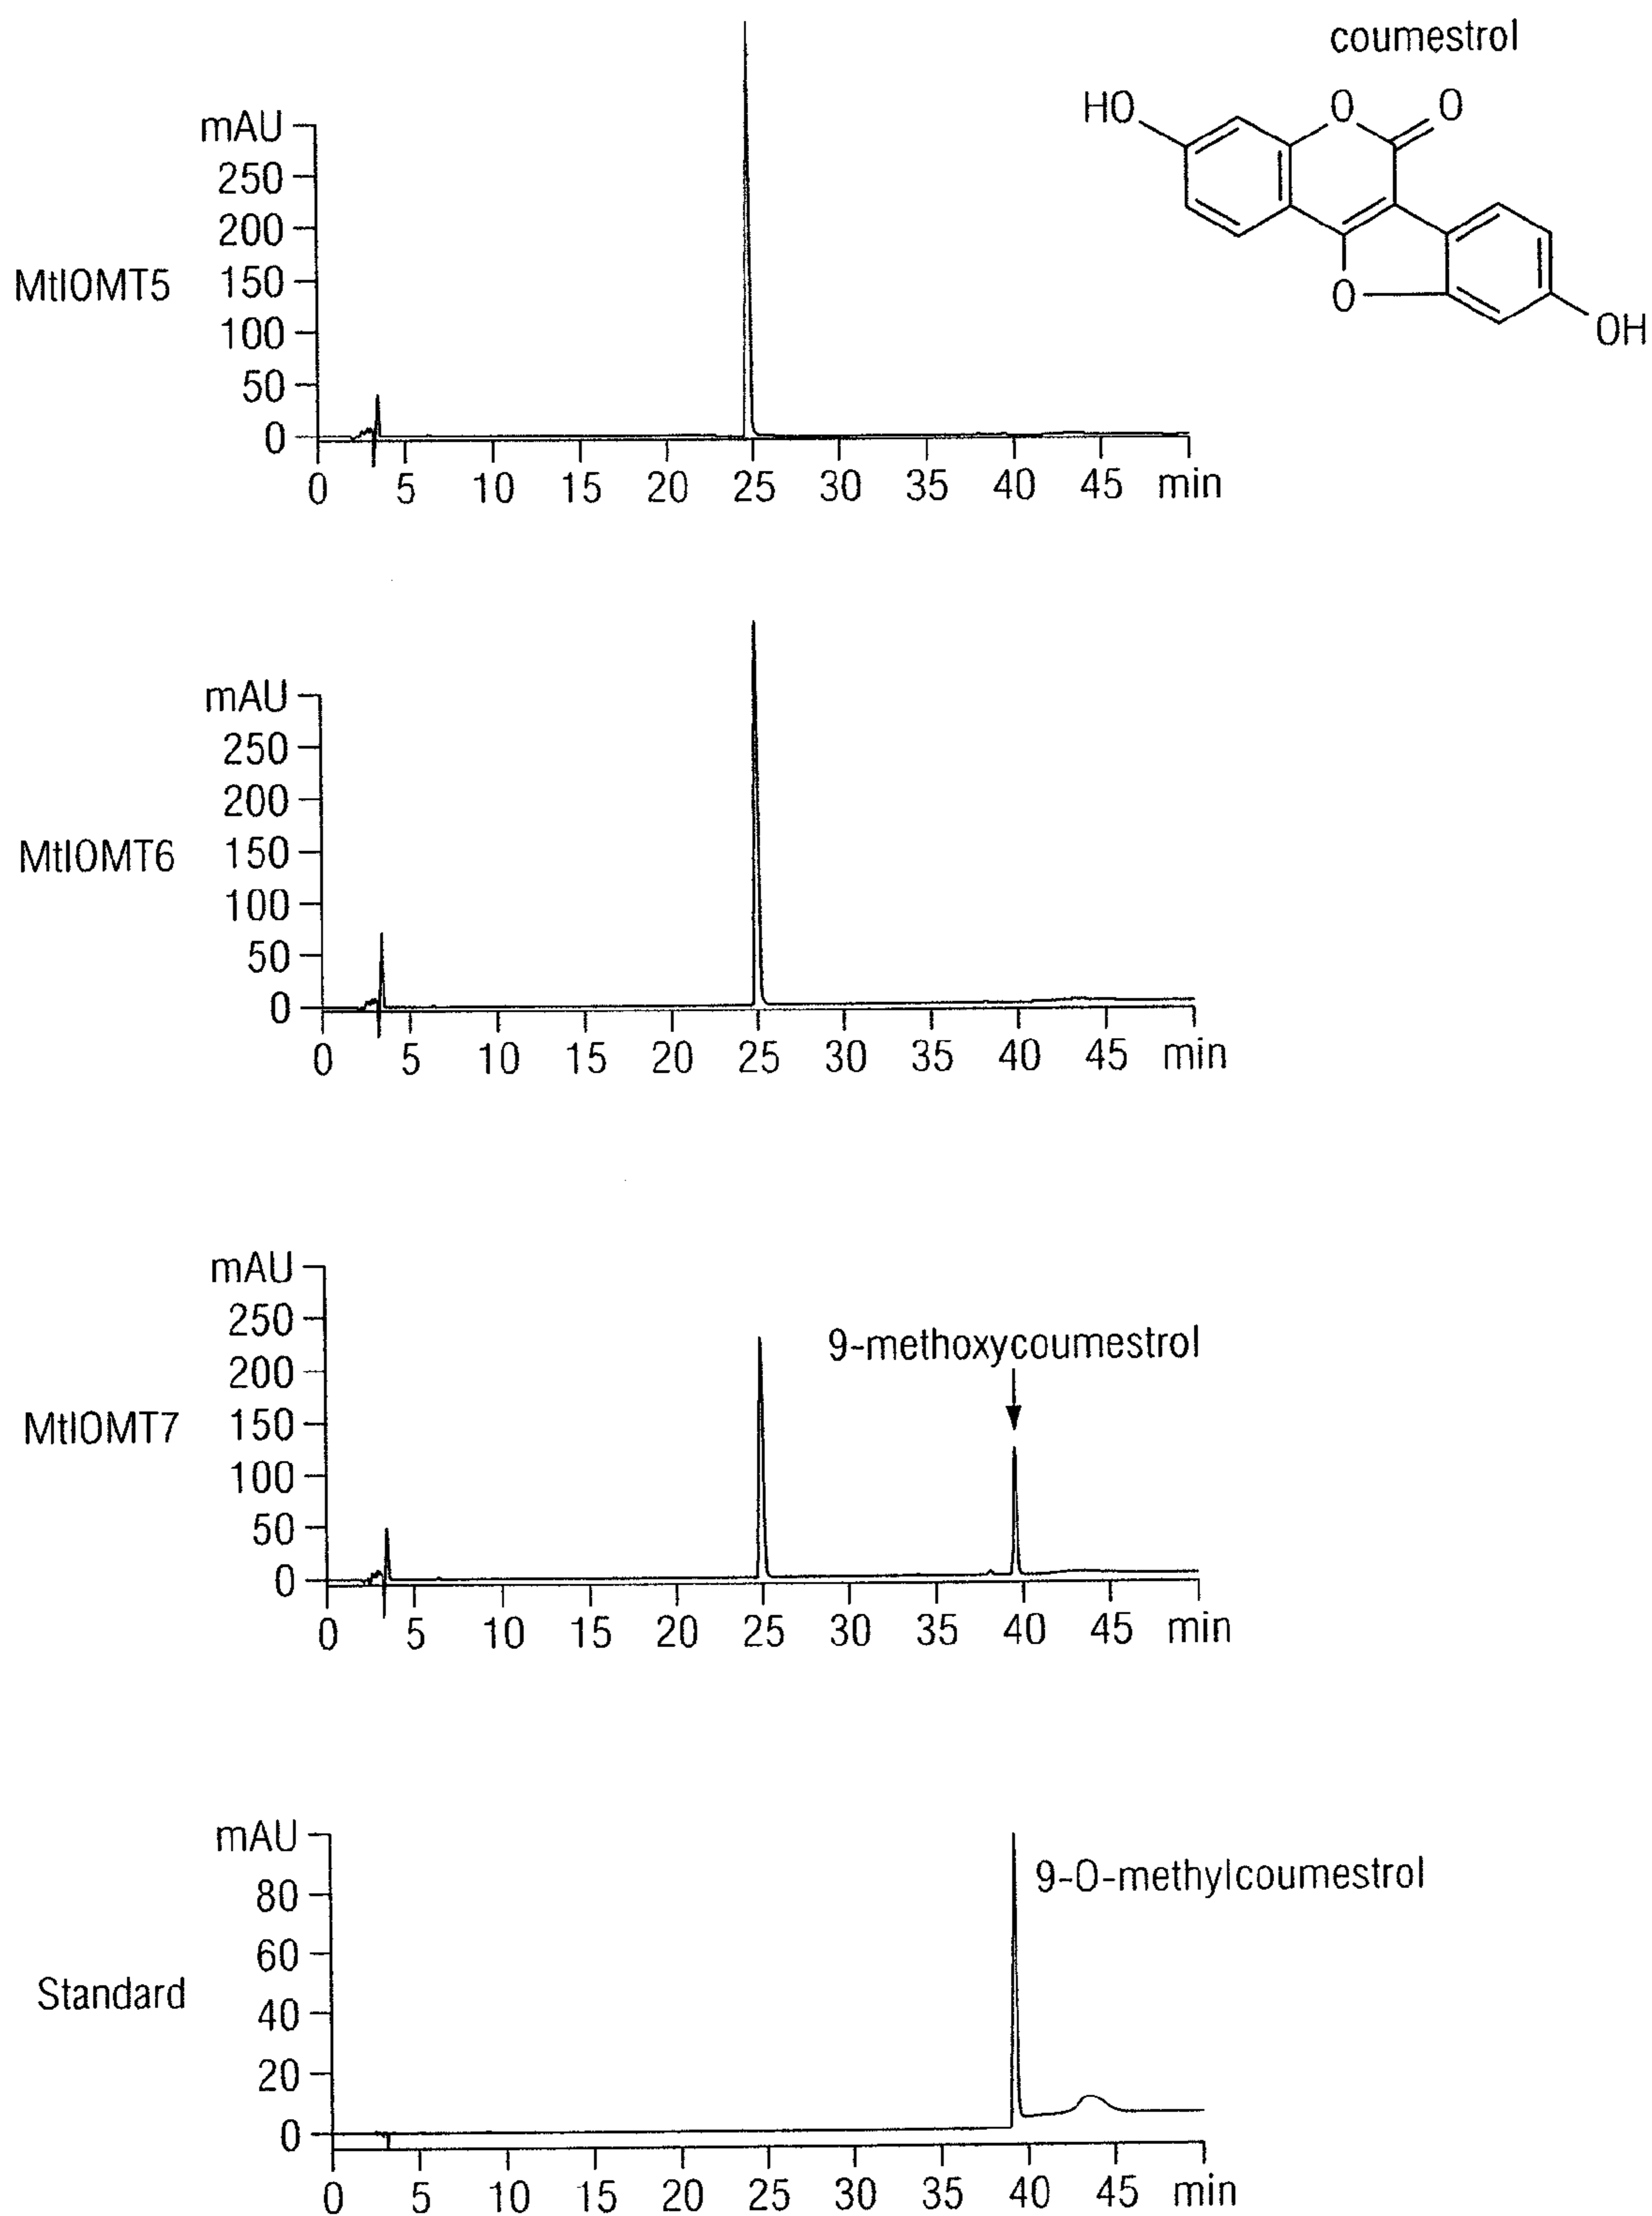 coumestrol
HO
O
O
O
OH
mAU
250
200
MtIOMT5
150
100
50
0
0 5 10 15 20 25 30 35 40 45 min
mAU
250
200
MtIOMT6
150
100
50
0
0 5 10 15 20 25 30 35 40 45 min
mAU
250
9-methoxycoumestrol
200
MtIOMT7
150
100
50
0
0 5 10 15 20 25 30 35 40 45 min
mAU
9-O-methylcoumestrol
80
60
Standard
40
20
0
0 5 10 15 20 25 30 35 40 45 min